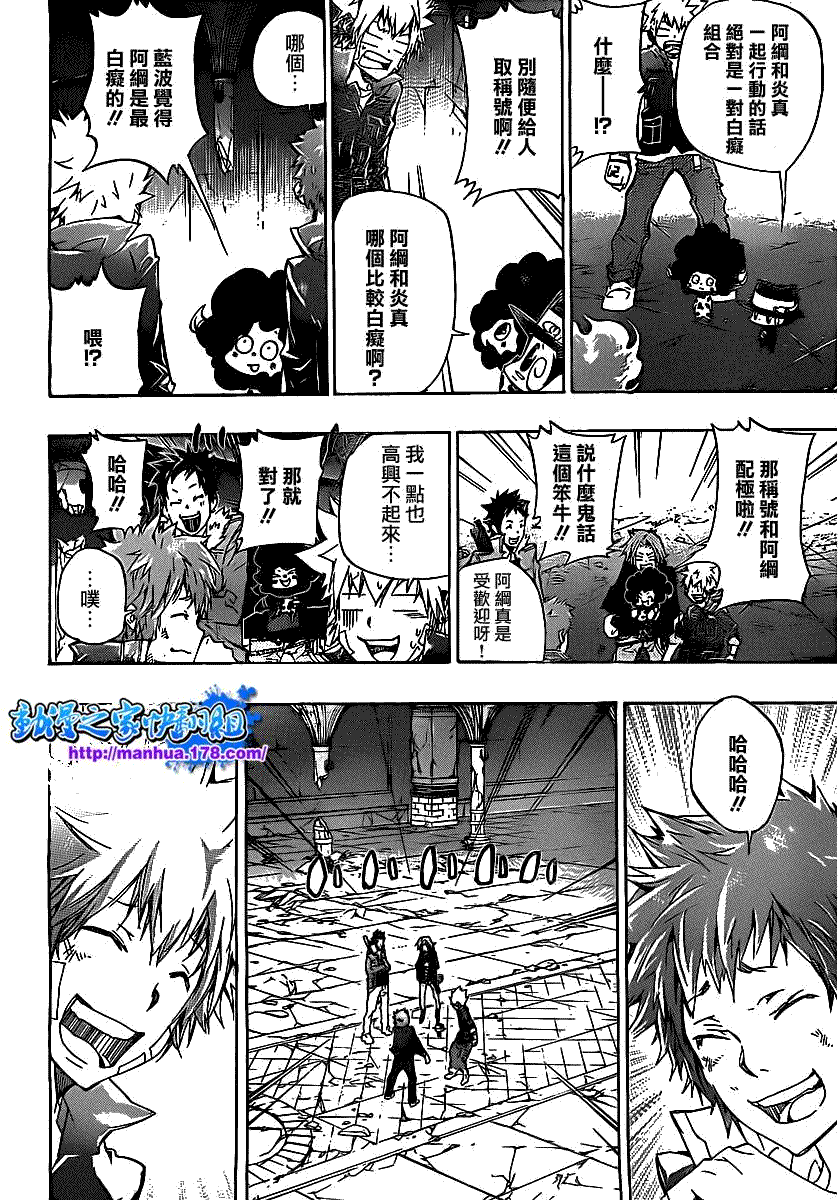 阿綱和炎真
一起行動的話
絕對是一對白癡
組合
什麼——!?
別隨便給人
取稱號啊!!
阿綱和炎真
哪個比較白癡啊?
哪個…
藍波覺得
阿綱是最
白癡的!!
喂!?
那稱號和阿綱
配極啦!!
說什麼鬼話
這個笨牛!!
阿綱真是
受歡迎呀!
我一點也
高興不起來…
那就
對了!!
哈哈!!
…噗…
哈哈哈!!
動漫之家快翻組
http://manhua.178.com/